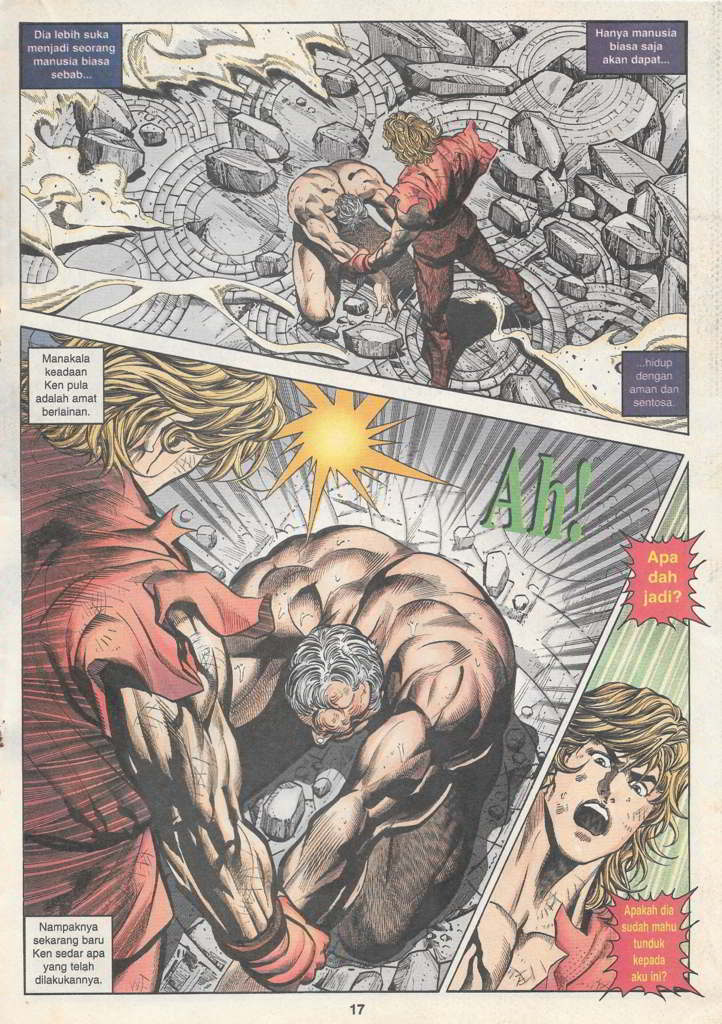 Dia lebih suka
menjadi seorang
manusia biasa
sebab...
Hanya manusia
biasa saja
akan dapat...
...hidup
dengan
aman dan
sentosa.
Manakala
keadaan
Ken pula
adalah amat
berlainan.
Ah!
Apa
dah
jadi?
Nampaknya
sekarang baru
Ken sedar apa
yang telah
dilakukannya.
Apakah dia
sudah mahu
tunduk
kepada
aku ini?
17